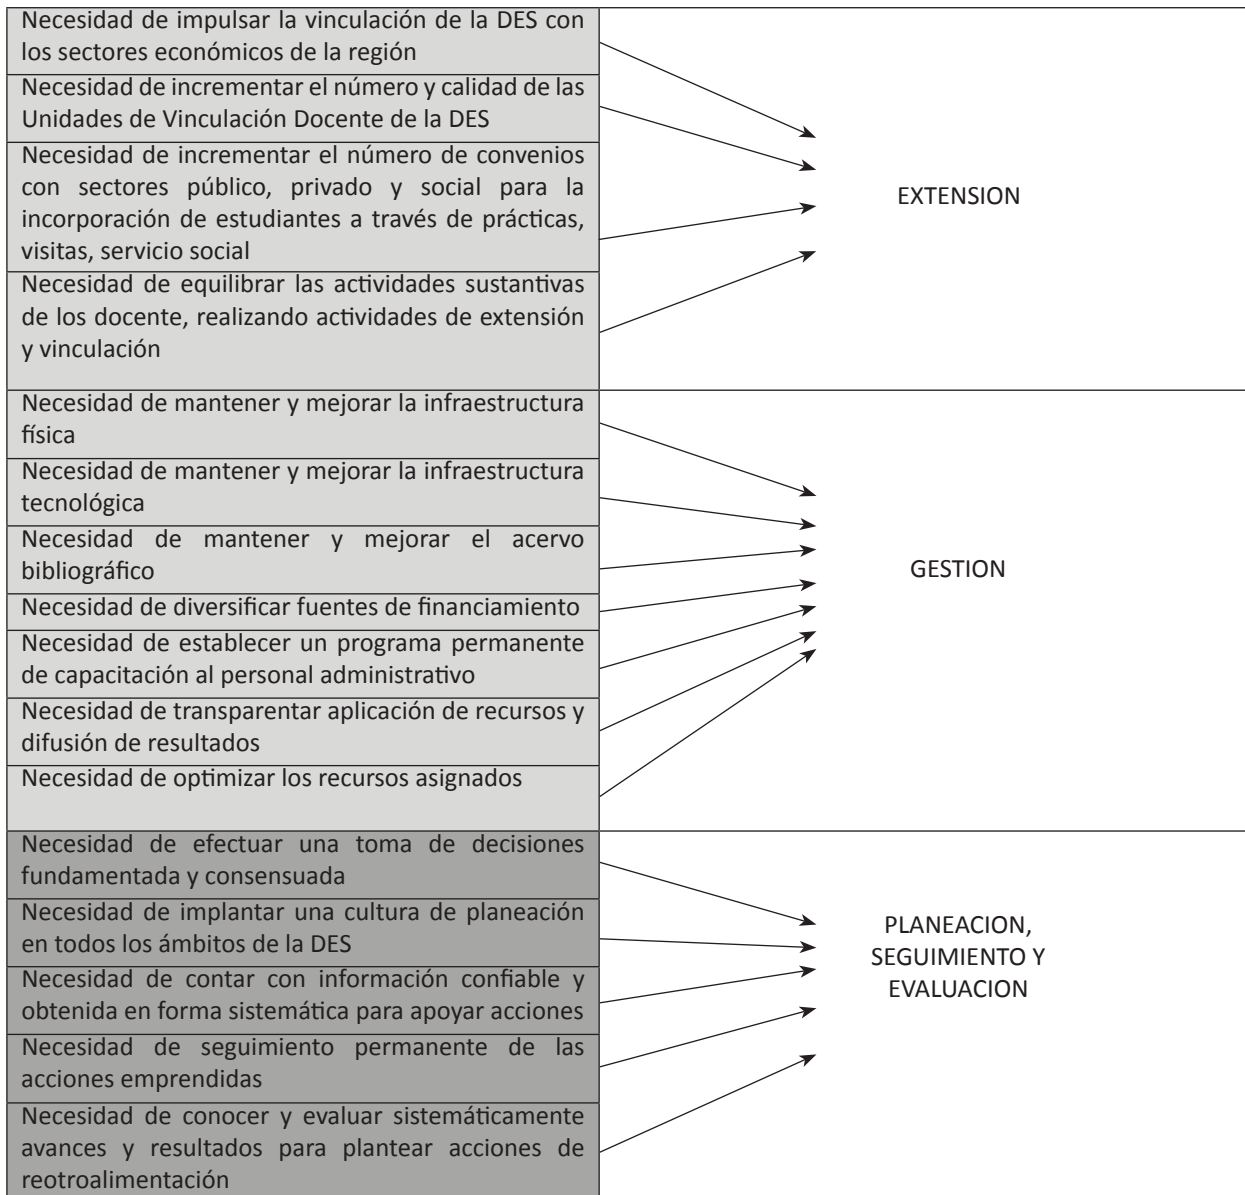 Necesidad de impulsar la vinculación de la DES con
los sectores económicos de la región
Necesidad de incrementar el número y calidad de las
Unidades de Vinculación Docente de la DES
Necesidad de incrementar el número de convenios
con sectores público, privado y social para la
incorporación de estudiantes a través de prácticas,
visitas, servicio social
Necesidad de equilibrar las actividades sustantivas
de los docente, realizando actividades de extensión
y vinculación
EXTENSION
Necesidad de mantener y mejorar la infraestructura
física
Necesidad de mantener y mejorar la infraestructura
tecnológica
Necesidad de mantener y mejorar el acervo
bibliográfico
Necesidad de diversificar fuentes de financiamiento
Necesidad de establecer un programa permanente
de capacitación al personal administrativo
Necesidad de transparentar aplicación de recursos y
difusión de resultados
Necesidad de optimizar los recursos asignados
GESTION
Necesidad de efectuar una toma de decisiones
fundamentada y consensuada
Necesidad de implantar una cultura de planeación
en todos los ámbitos de la DES
Necesidad de contar con información confiable y
obtenida en forma sistemática para apoyar acciones
Necesidad de seguimiento permanente de las
acciones emprendidas
Necesidad de conocer y evaluar sistemáticamente
avances y resultados para plantear acciones de
reotroalimentación
PLANEACION,
SEGUIMIENTO Y
EVALUACION